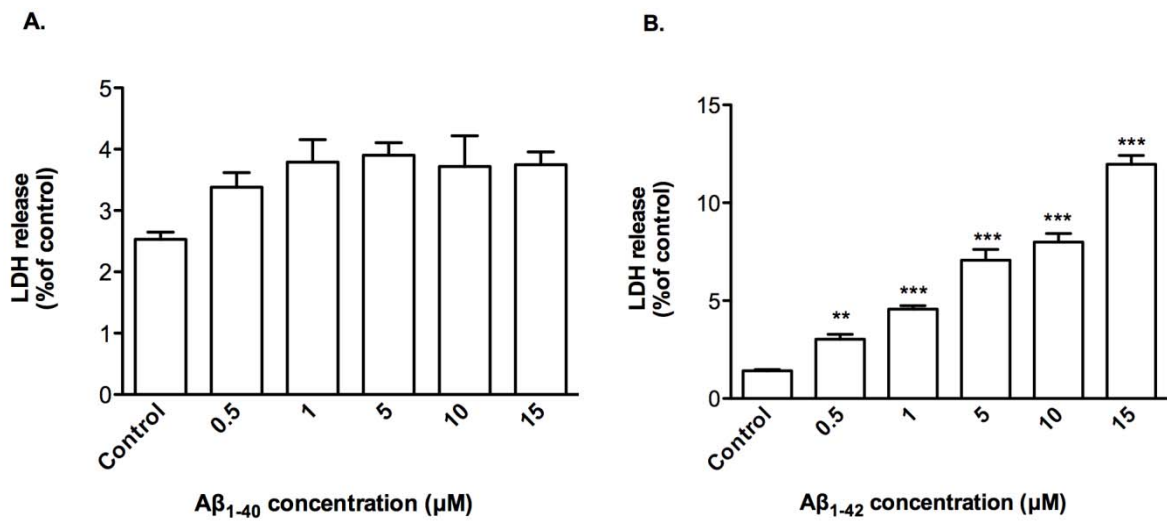 A.
LDH release
(%of control)
5
4
3
2
1
0
Control
0.5
1
5
10
15
Aβ1-40 concentration (µM)
B.
LDH release
(%of control)
15
10
5
0
**
***
***
***
***
Control
0.5
1
5
10
15
Aβ1-42 concentration (µM)